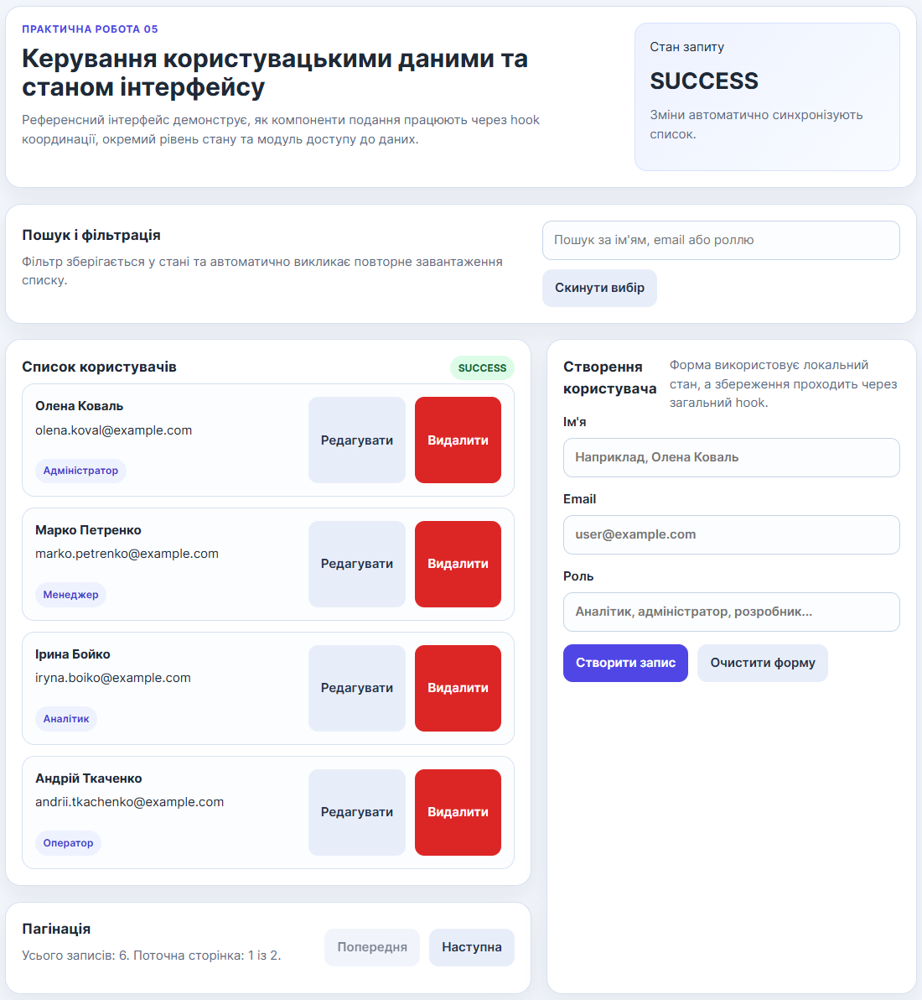 ПРАКТИЧНА РОБОТА 05
Керування користувацькими даними та
станом інтерфейсу
Референсний інтерфейс демонструє, як компоненти подання працюють через hook
координації, окремий рівень стану та модуль доступу до даних.
Стан запиту
SUCCESS
Зміни автоматично синхронізують
список.
Пошук і фільтрація
Фільтр зберігається у стані та автоматично викликає повторне завантаження
списку.
Пошук за ім'ям, email або роллю
Скинути вибір
Список користувачів
SUCCESS
Олена Коваль
olena.koval@example.com
Адміністратор
Редагувати
Видалити
Марко Петренко
marko.petrenko@example.com
Менеджер
Редагувати
Видалити
Ірина Бойко
iryna.boiko@example.com
Аналітик
Редагувати
Видалити
Андрій Ткаченко
andrii.tkachenko@example.com
Оператор
Редагувати
Видалити
Пагінація
Усього записів: 6. Поточна сторінка: 1 із 2.
Попередня
Наступна
Створення
користувача
Форма використовує локальний
стан, а збереження проходить через
загальний hook.
Ім'я
Наприклад, Олена Коваль
Email
user@example.com
Роль
Аналітик, адміністратор, розробник...
Створити запис
Очистити форму